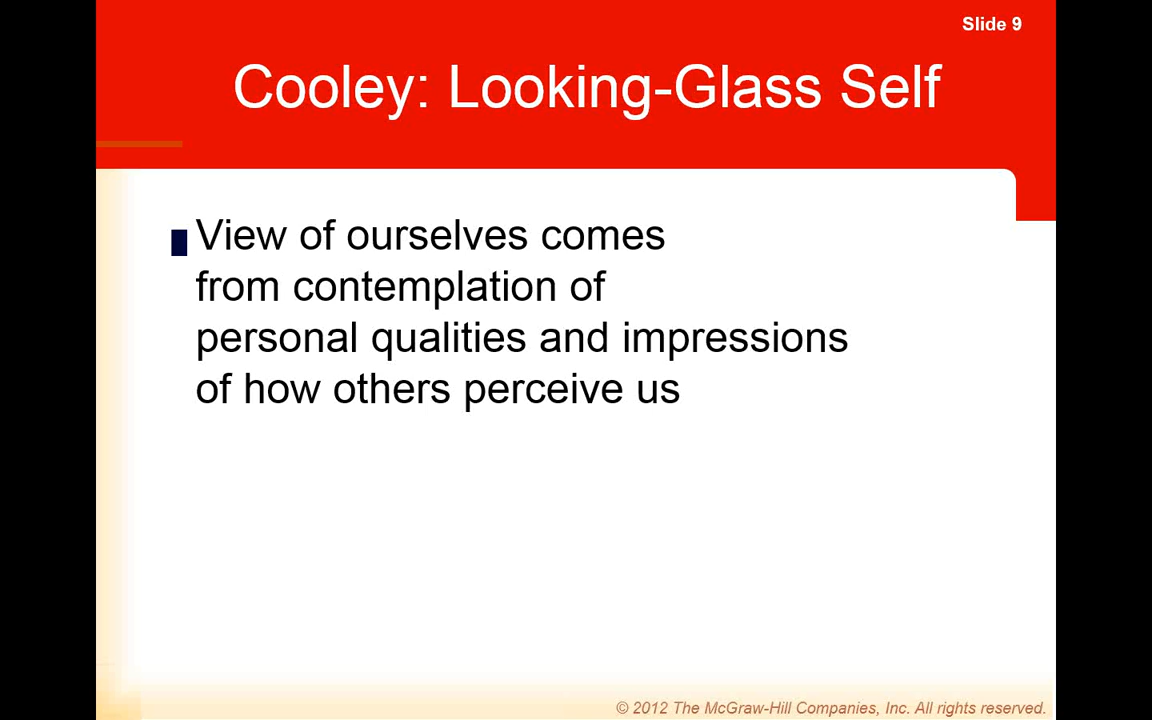 Slide 9
Cooley: Looking-Glass Self
View of ourselves comes
from contemplation of
personal qualities and impressions
of how others perceive us
© 2012 The McGraw-Hill Companies, Inc. All rights reserved.